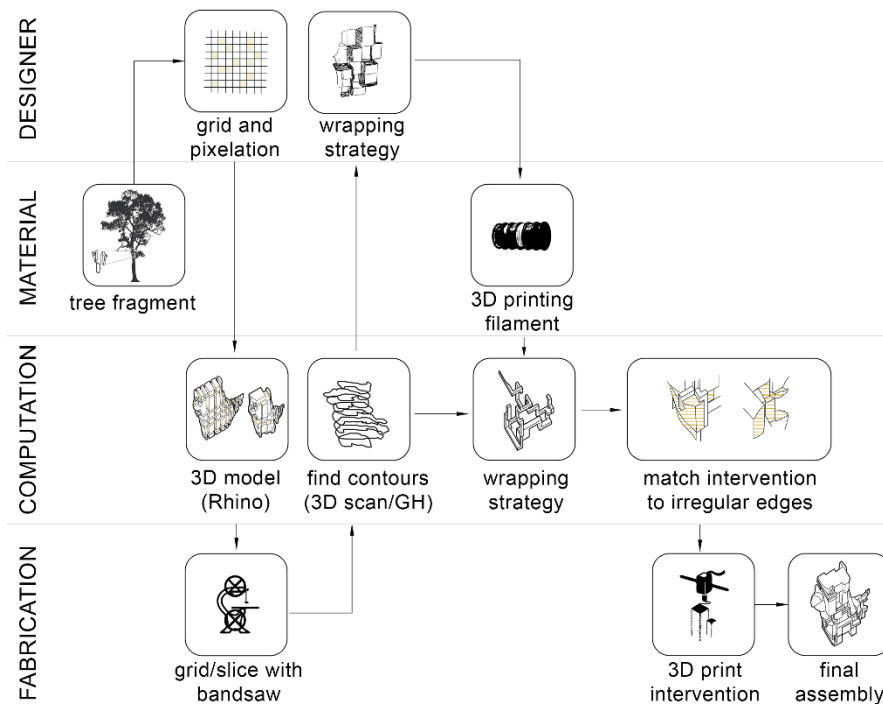 DESIGNER
grid and
pixelation
wrapping
strategy
MATERIAL
tree fragment
3D printing
filament
COMPUTATION
3D model
(Rhino)
find contours
(3D scan/GH)
wrapping
strategy
match intervention
to irregular edges
FABRICATION
grid/slice with
bandsaw
3D print
intervention
final
assembly